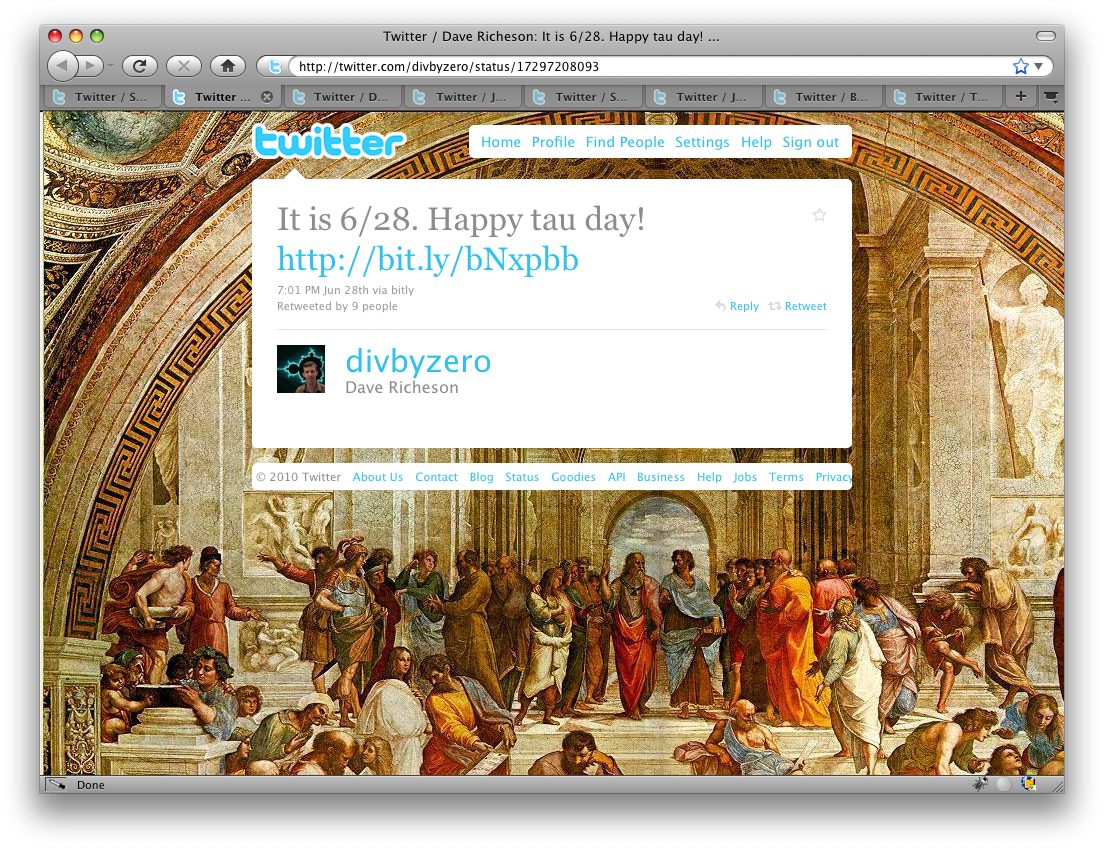 Twitter / Dave Richeson: It is 6/28. Happy tau day! ...
http://twitter.com/divbyzero/status/17297208093
Twitter / S...
Twitter ...
Twitter / D...
Twitter / J...
Twitter / S...
Twitter / J...
Twitter / B...
Twitter / T...
twitter
Home Profile Find People Settings Help Sign out
It is 6/28. Happy tau day!
http://bit.ly/bNxpbb
7:01 PM Jun 28th via bitly
Retweeted by 9 people
Reply Retweet
divbyzero
Dave Richeson
© 2010 Twitter About Us Contact Blog Status Goodies API Business Help Jobs Terms Privacy
Done